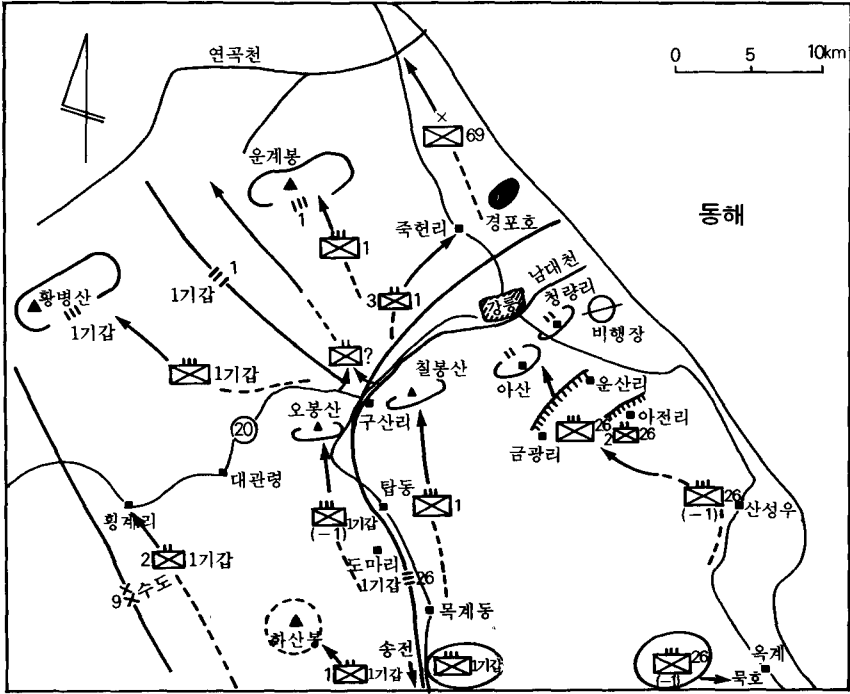 연곡천
0 5 10km
×
69
운계봉
1
경포호
동해
죽헌리
1
남대천
황병산
1기갑
1
1기갑
3 1
강릉
청량리
비행장
?
1기갑
칠봉산
아산
운산리
오봉산
구산리
아전리
26
2 26
금광리
20
대관령
탑동
1
26
(-1)
산성우
횡계리
(-1) 1기갑
도마리
2 1기갑
1기갑 26
9 수도
목계동
화산봉
송전
옥계
1 1기갑
1기갑
26
(-1)
묵호